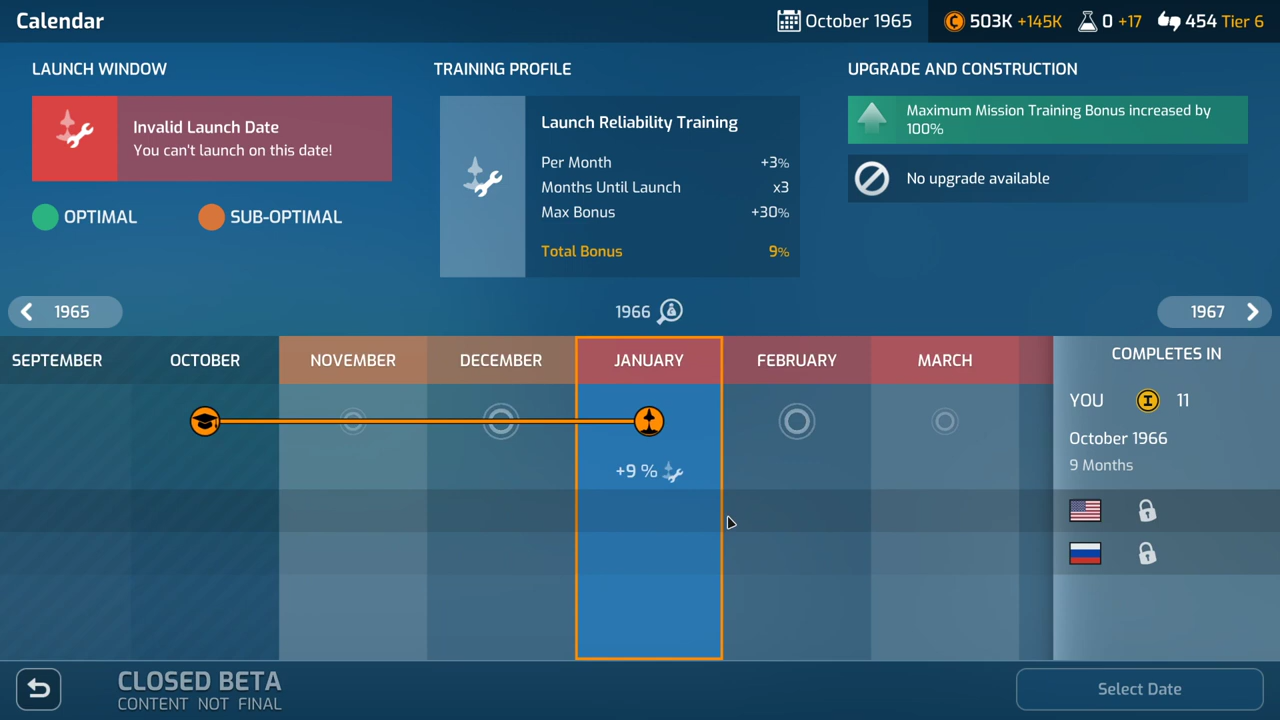 Calendar
October 1965
503K +145K
0 +17
454 Tier 6
LAUNCH WINDOW
Invalid Launch Date
You can't launch on this date!
OPTIMAL
SUB-OPTIMAL
TRAINING PROFILE
Launch Reliability Training
Per Month +3%
Months Until Launch x3
Max Bonus +30%
Total Bonus 9%
UPGRADE AND CONSTRUCTION
Maximum Mission Training Bonus increased by
100%
No upgrade available
1965
1966
1967
SEPTEMBER
OCTOBER
NOVEMBER
DECEMBER
JANUARY
FEBRUARY
MARCH
+9 %
COMPLETES IN
YOU I 11
October 1966
9 Months
CLOSED BETA
CONTENT NOT FINAL
Select Date